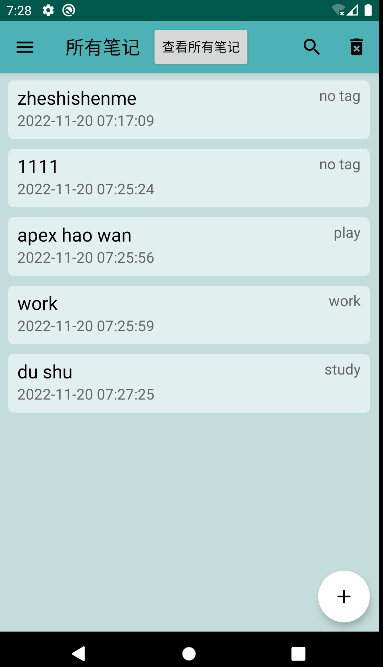 7:28
所有笔记 查看所有笔记
zheshishenme no tag
2022-11-20 07:17:09
1111 no tag
2022-11-20 07:25:24
apex hao wan play
2022-11-20 07:25:56
work work
2022-11-20 07:25:59
du shu study
2022-11-20 07:27:25